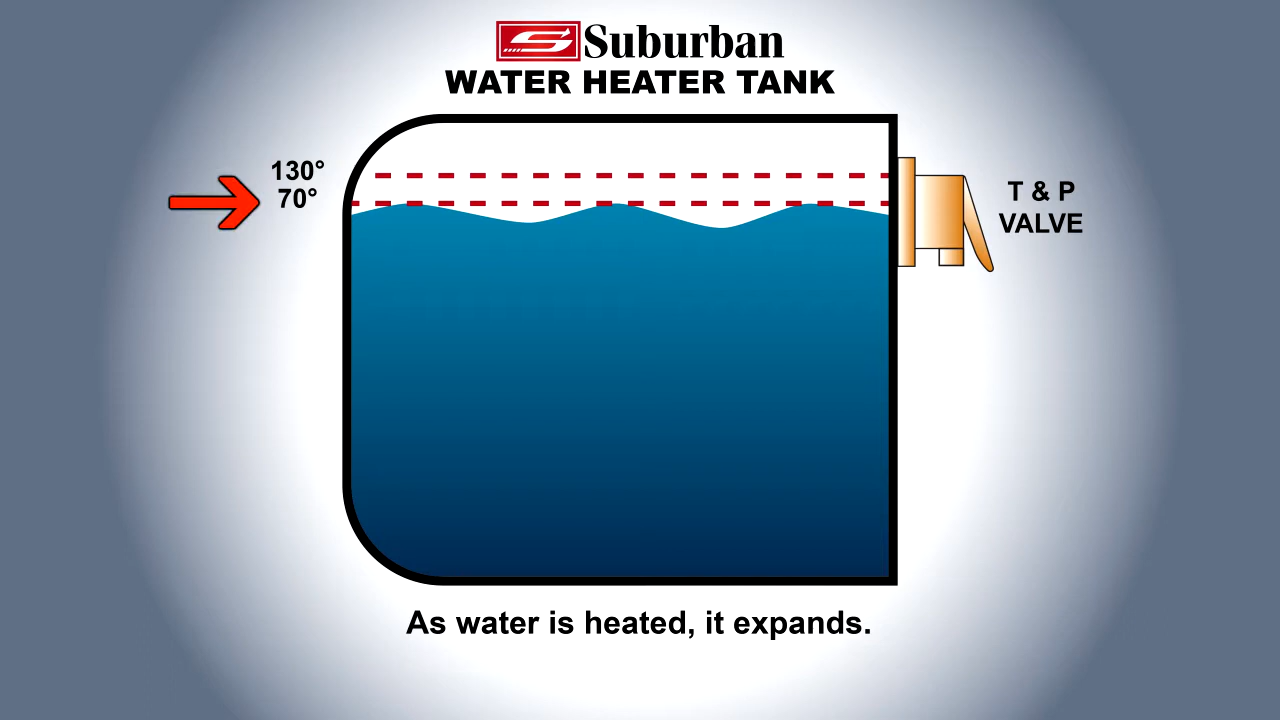 Suburban
WATER HEATER TANK
130°
70°
T & P
VALVE
As water is heated, it expands.